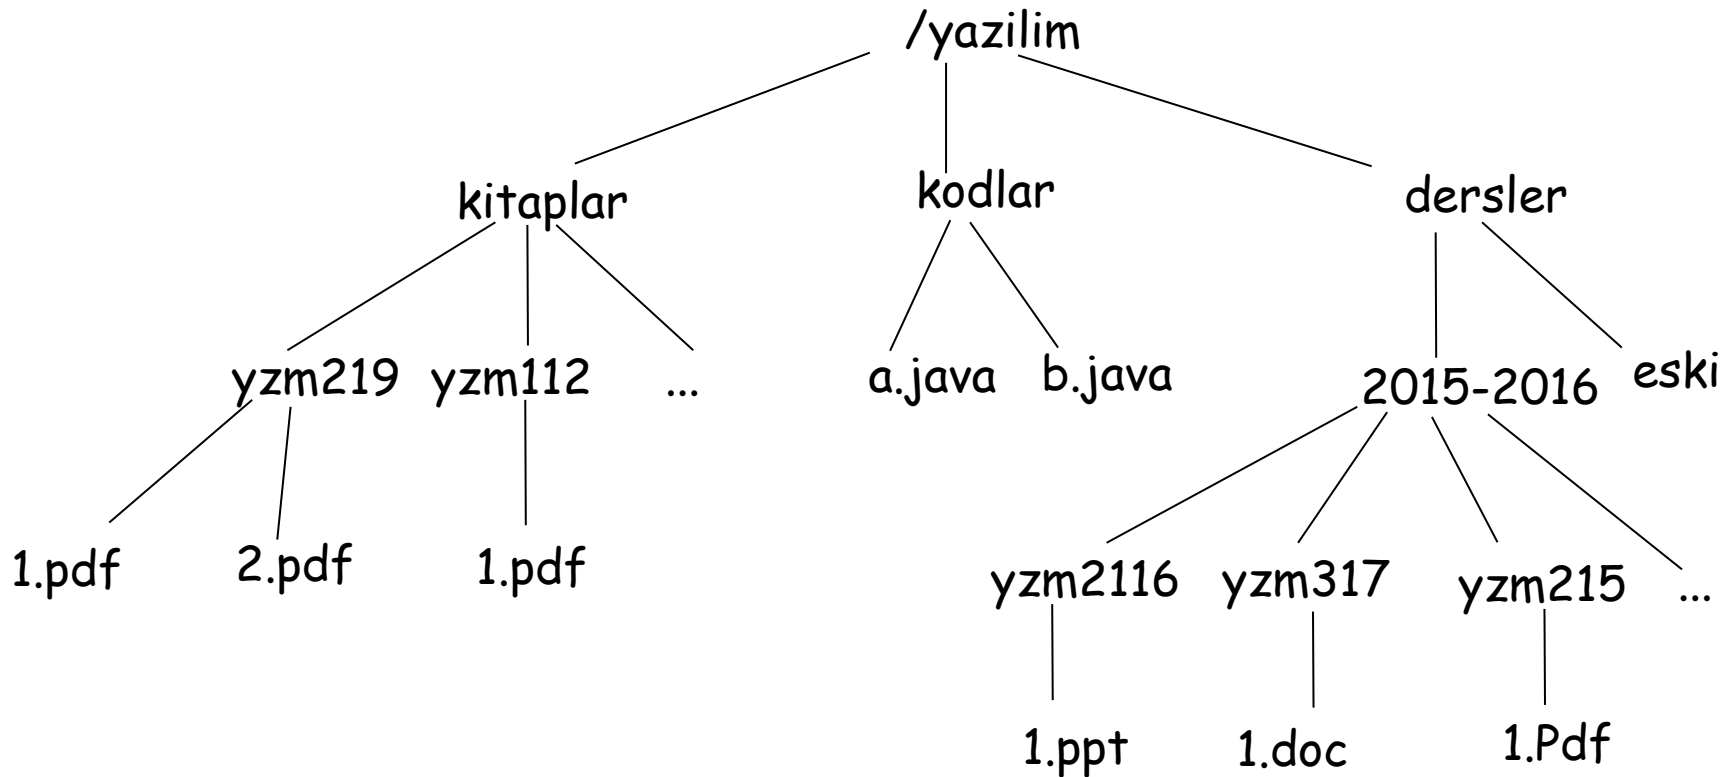 /yazilim
kitaplar kodlar dersler
yzm219 yzm112 ... a.java b.java 2015-2016 eski
1.pdf 2.pdf 1.pdf yzm2116 yzm317 yzm215 ...
1.ppt 1.doc 1.Pdf